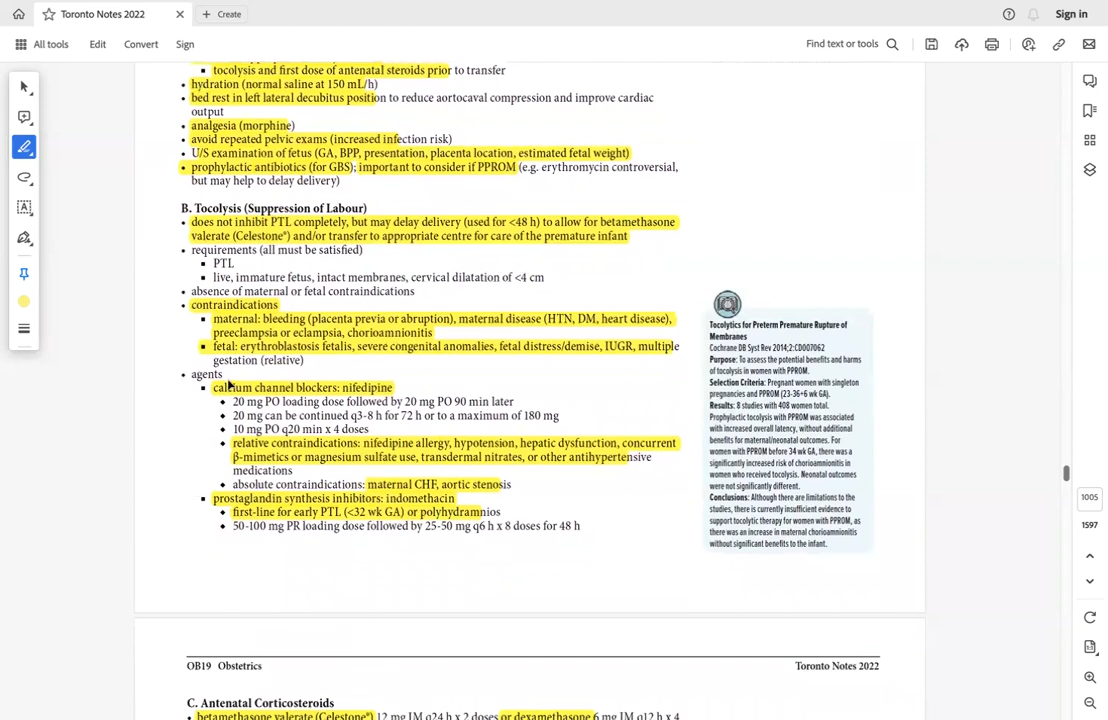 Toronto Notes 2022
Create
Sign in
All tools Edit Convert Sign
Find text or tools
▪ tocolysis and first dose of antenatal steroids prior to transfer
• hydration (normal saline at 150 mL/h)
• bed rest in left lateral decubitus position to reduce aortocaval compression and improve cardiac
output
• analgesia (morphine)
• avoid repeated pelvic exams (increased infection risk)
• U/S examination of fetus (GA, BPP, presentation, placenta location, estimated fetal weight)
• prophylactic antibiotics (for GBS); important to consider if PPROM (e.g. erythromycin controversial,
but may help to delay delivery)
B. Tocolysis (Suppression of Labour)
• does not inhibit PTL completely, but may delay delivery (used for <48 h) to allow for betamethasone
valerate (Celestone®) and/or transfer to appropriate centre for care of the premature infant
• requirements (all must be satisfied)
▪ PTL
▪ live, immature fetus, intact membranes, cervical dilatation of <4 cm
• absence of maternal or fetal contraindications
• contraindications
▪ maternal: bleeding (placenta previa or abruption), maternal disease (HTN, DM, heart disease),
preeclampsia or eclampsia, chorioamnionitis
▪ fetal: erythroblastosis fetalis, severe congenital anomalies, fetal distress/demise, IUGR, multiple
gestation (relative)
• agents
▪ calcium channel blockers: nifedipine
◆ 20 mg PO loading dose followed by 20 mg PO 90 min later
◆ 20 mg can be continued q3-8 h for 72 h or to a maximum of 180 mg
◆ 10 mg PO q20 min x 4 doses
◆ relative contraindications: nifedipine allergy, hypotension, hepatic dysfunction, concurrent
β-mimetics or magnesium sulfate use, transdermal nitrates, or other antihypertensive
medications
◆ absolute contraindications: maternal CHF, aortic stenosis
▪ prostaglandin synthesis inhibitors: indomethacin
◆ first-line for early PTL (<32 wk GA) or polyhydramnios
◆ 50-100 mg PR loading dose followed by 25-50 mg q6 h x 8 doses for 48 h
Tocolytics for Preterm Premature Rupture of
Membranes
Cochrane DB Syst Rev 2014;2:CD007062
Purpose: To assess the potential benefits and harms
of tocolysis in women with PPROM.
Selection Criteria: Pregnant women with singleton
pregnancies and PPROM (23-36+6 wk GA).
Results: 8 studies with 408 women total.
Prophylactic tocolysis with PPROM was associated
with increased overall latency, without additional
benefits for maternal/neonatal outcomes. For
women with PPROM before 34 wk GA, there was a
significantly increased risk of chorioamnionitis in
women who received tocolysis. Neonatal outcomes
were not significantly different.
Conclusions: Although there are limitations to the
studies, there is currently insufficient evidence to
support tocolytic therapy for women with PPROM, as
there was an increase in maternal chorioamnionitis
without significant benefits to the infant.
1005
1597
OB19 Obstetrics Toronto Notes 2022
C. Antenatal Corticosteroids
• betamethasone valerate (Celestone®) 12 mg IM q24 h x 2 doses or dexamethasone 6 mg IM q12 h x 4